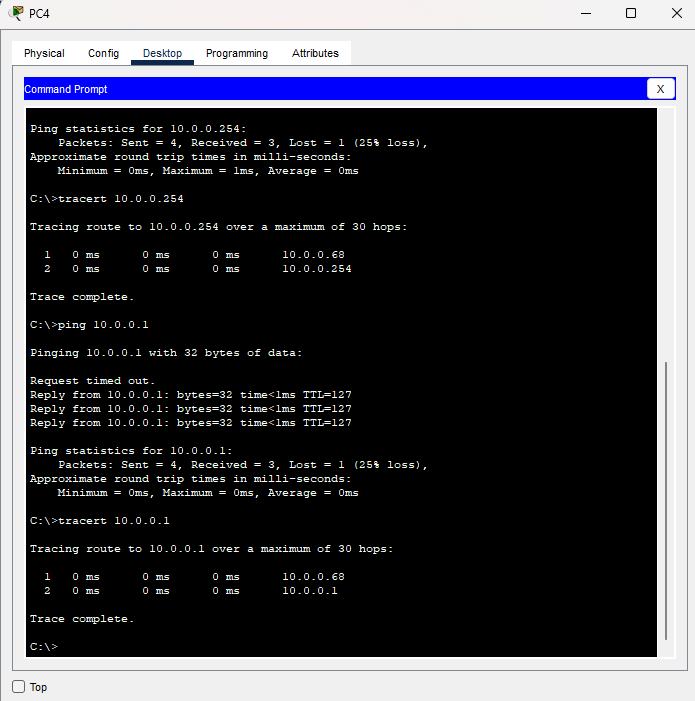 PC4
Physical Config Desktop Programming Attributes
Command Prompt X
Ping statistics for 10.0.0.254:
Packets: Sent = 4, Received = 3, Lost = 1 (25% loss),
Approximate round trip times in milli-seconds:
Minimum = 0ms, Maximum = 1ms, Average = 0ms
C:\>tracert 10.0.0.254
Tracing route to 10.0.0.254 over a maximum of 30 hops:
1 0 ms 0 ms 0 ms 10.0.0.68
2 0 ms 0 ms 0 ms 10.0.0.254
Trace complete.
C:\>ping 10.0.0.1
Pinging 10.0.0.1 with 32 bytes of data:
Request timed out.
Reply from 10.0.0.1: bytes=32 time<1ms TTL=127
Reply from 10.0.0.1: bytes=32 time<1ms TTL=127
Reply from 10.0.0.1: bytes=32 time<1ms TTL=127
Ping statistics for 10.0.0.1:
Packets: Sent = 4, Received = 3, Lost = 1 (25% loss),
Approximate round trip times in milli-seconds:
Minimum = 0ms, Maximum = 0ms, Average = 0ms
C:\>tracert 10.0.0.1
Tracing route to 10.0.0.1 over a maximum of 30 hops:
1 0 ms 0 ms 0 ms 10.0.0.68
2 0 ms 0 ms 0 ms 10.0.0.1
Trace complete.
C:\>
Top